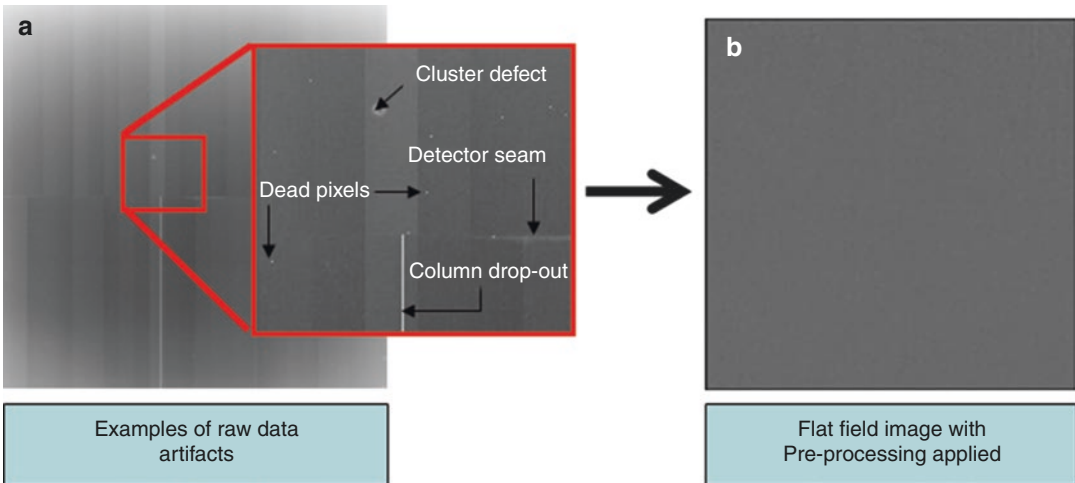 a
Cluster defect
Detector seam
Dead pixels
Column drop-out
b
Examples of raw data
artifacts
Flat field image with
Pre-processing applied